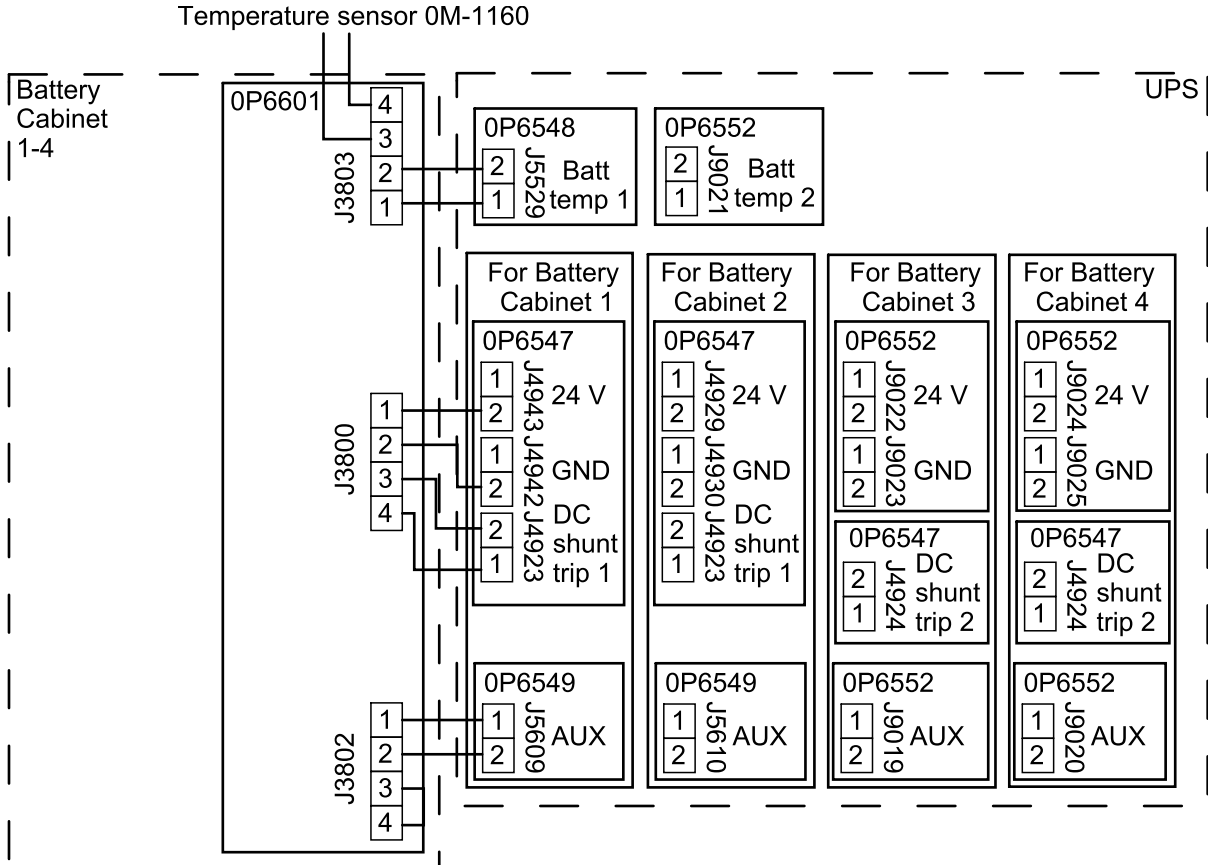 Temperature sensor 0M-1160
Battery
Cabinet
1-4
UPS
0P6601
J3803
4
3
2
1
0P6548
2
1
J5529
Batt
temp 1
0P6552
2
1
J9021
Batt
temp 2
J3800
1
2
3
4
J3802
1
2
3
4
For Battery
Cabinet 1
0P6547
1
2
J4943
24 V
1
2
J4942
GND
2
1
J4923
DC
shunt
trip 1
0P6549
1
2
J5609
AUX
For Battery
Cabinet 2
0P6547
1
2
J4929
24 V
1
2
J4930
GND
2
1
J4923
DC
shunt
trip 1
0P6549
1
2
J5610
AUX
For Battery
Cabinet 3
0P6552
1
2
J9022
24 V
1
2
J9023
GND
0P6547
2
1
J4924
DC
shunt
trip 2
0P6552
1
2
J9019
AUX
For Battery
Cabinet 4
0P6552
1
2
J9024
24 V
1
2
J9025
GND
0P6547
2
1
J4924
DC
shunt
trip 2
0P6552
1
2
J9020
AUX